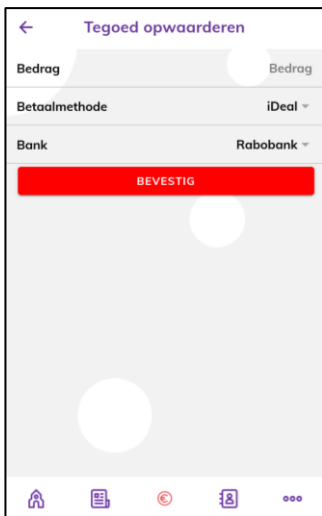 Tegoed opwaarderen
Bedrag Bedrag
Betaalmethode iDeal
Bank Rabobank
BEVESTIG